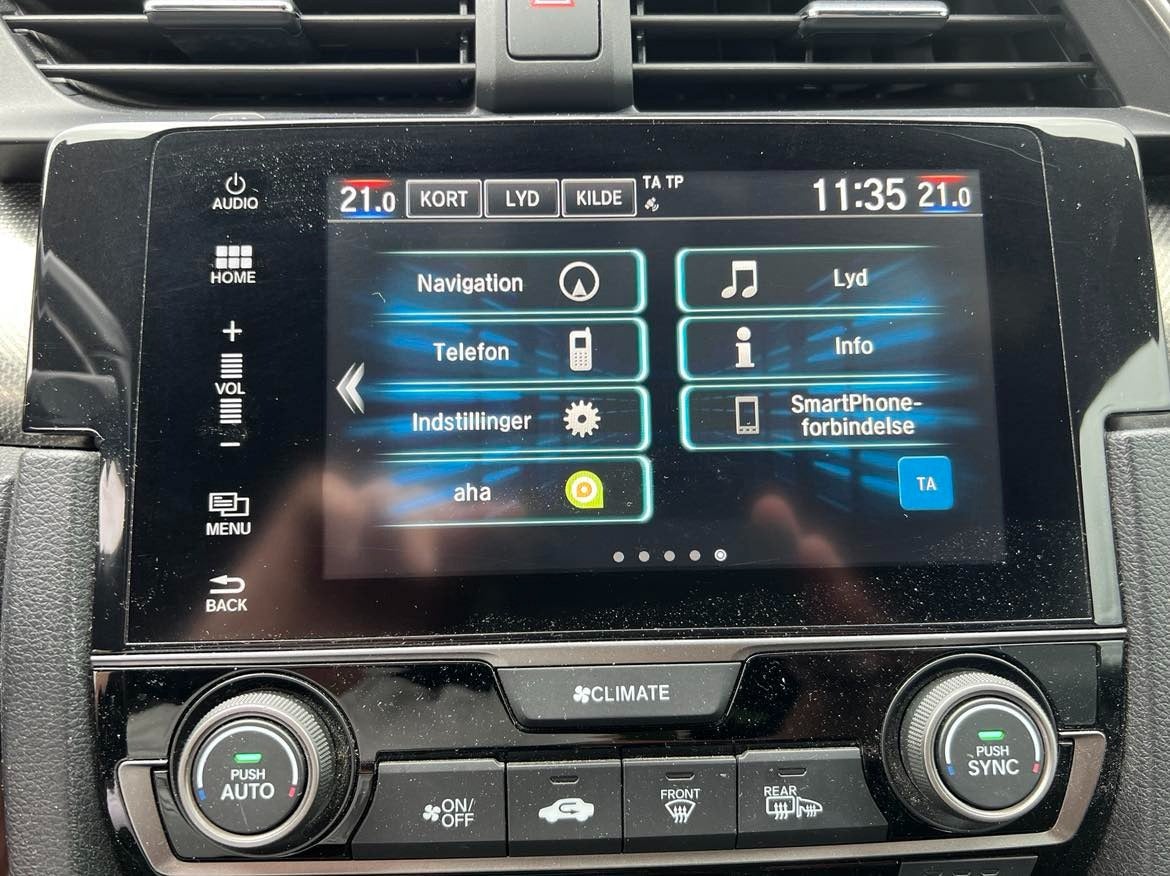 AUDIO
HOME
+
VOL
-
MENU
BACK
21.0 KORT LYD KILDE TA TP 11:35 21.0
Navigation
Lyd
Telefon
Info
Indstillinger
SmartPhone-
forbindelse
aha
TA
CLIMATE
PUSH
AUTO
ON/
OFF
FRONT
REAR
PUSH
SYNC